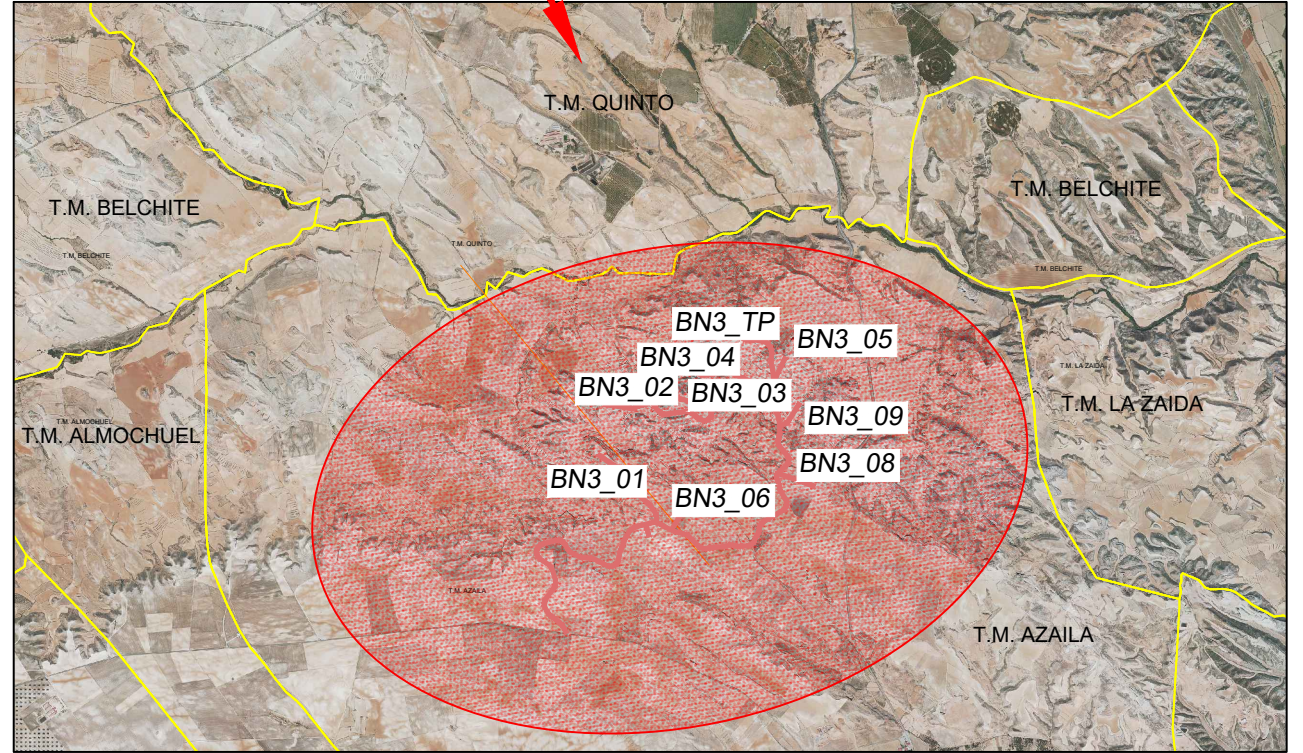 T.M. QUINTO
T.M. BELCHITE
T.M. BELCHITE
T.M. QUINTO
T.M. BELCHITE
T.M. BELCHITE
BN3_TP
BN3_05
BN3_04
BN3_02
BN3_03
T.M. LA ZAIDA
T.M. LA ZAIDA
BN3_09
T.M. ALMOCHUEL
T.M. ALMOCHUEL
BN3_08
BN3_01
BN3_06
T.M. AZAILA
T.M. AZAILA